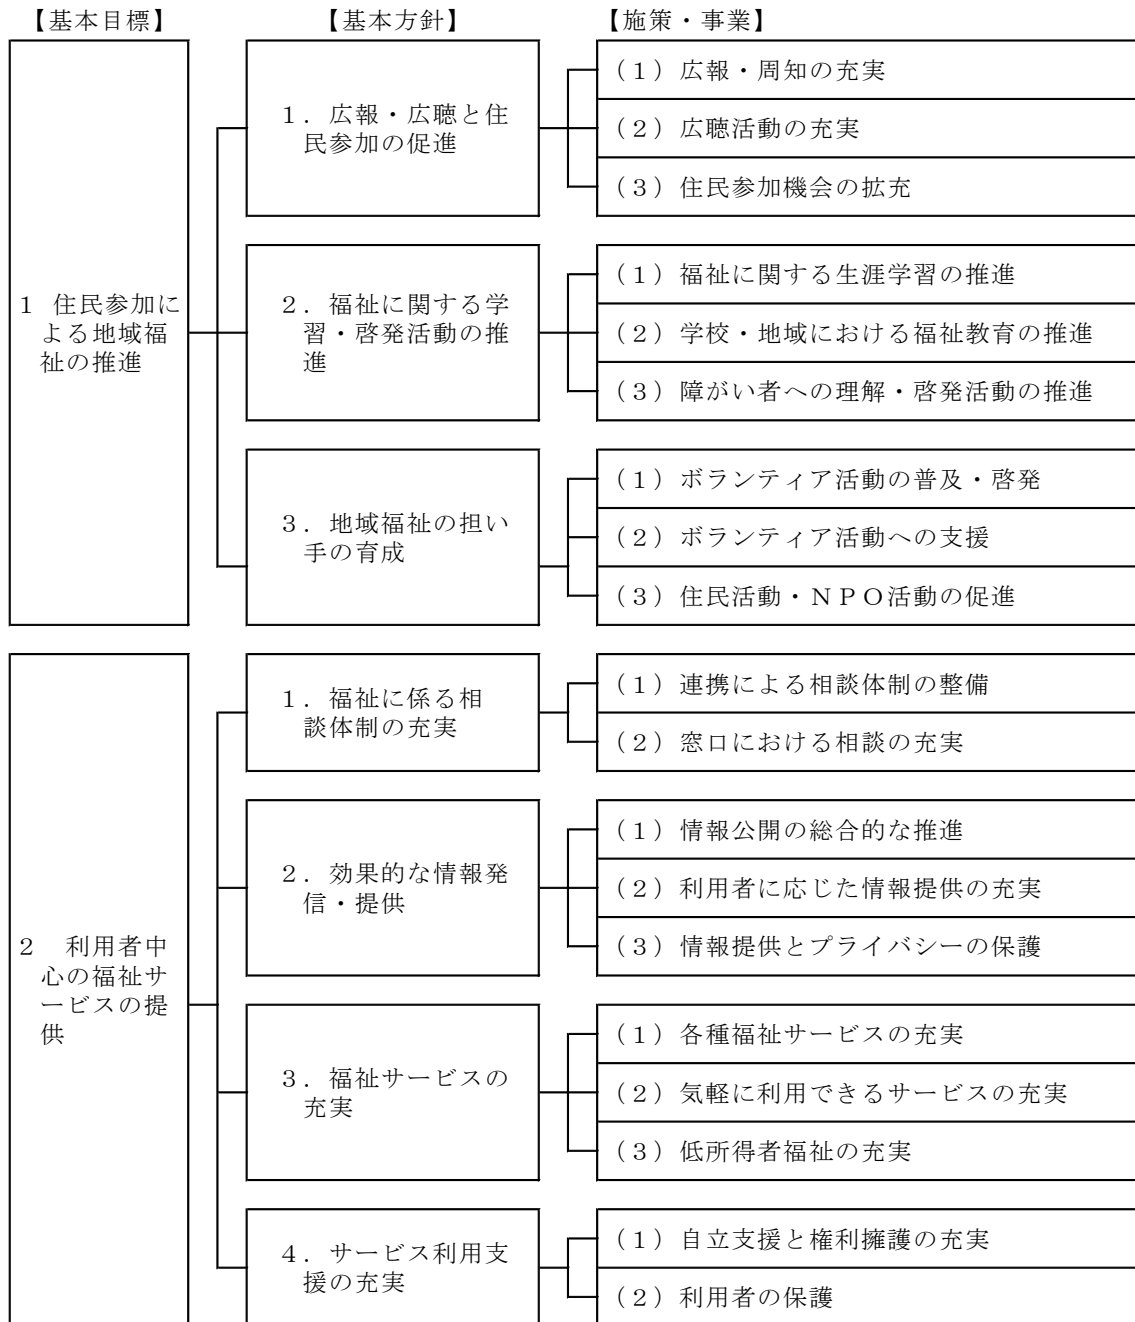 【基本目標】 【基本方針】 【施策・事業】
1 住民参加に
よる地域福
祉の推進
１．広報・広聴と住
民参加の促進
（１）広報・周知の充実
（２）広聴活動の充実
（３）住民参加機会の拡充
２．福祉に関する学
習・啓発活動の推
進
（１）福祉に関する生涯学習の推進
（２）学校・地域における福祉教育の推進
（３）障がい者への理解・啓発活動の推進
３．地域福祉の担い
手の育成
（１）ボランティア活動の普及・啓発
（２）ボランティア活動への支援
（３）住民活動・ＮＰＯ活動の促進
2　利用者中
心の福祉サ
ービスの提
供
１．福祉に係る相
談体制の充実
（１）連携による相談体制の整備
（２）窓口における相談の充実
２．効果的な情報発
信・提供
（１）情報公開の総合的な推進
（２）利用者に応じた情報提供の充実
（３）情報提供とプライバシーの保護
３．福祉サービスの
充実
（１）各種福祉サービスの充実
（２）気軽に利用できるサービスの充実
（３）低所得者福祉の充実
４．サービス利用支
援の充実
（１）自立支援と権利擁護の充実
（２）利用者の保護